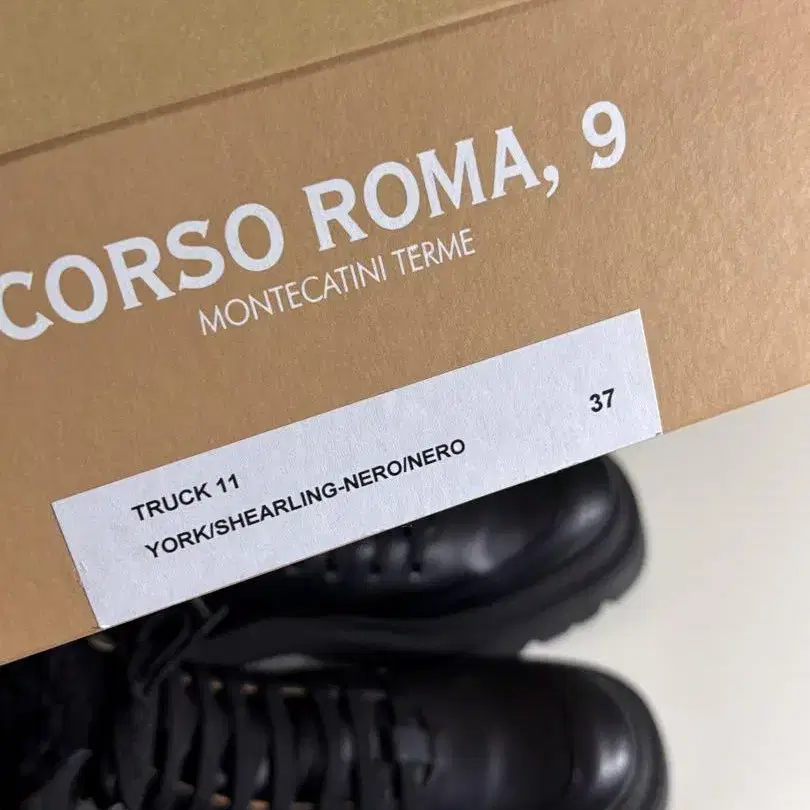 CORSO ROMA, 9
MONTECATINI TERME
TRUCK 11
37
YORK/SHEARLING-NERO/NERO